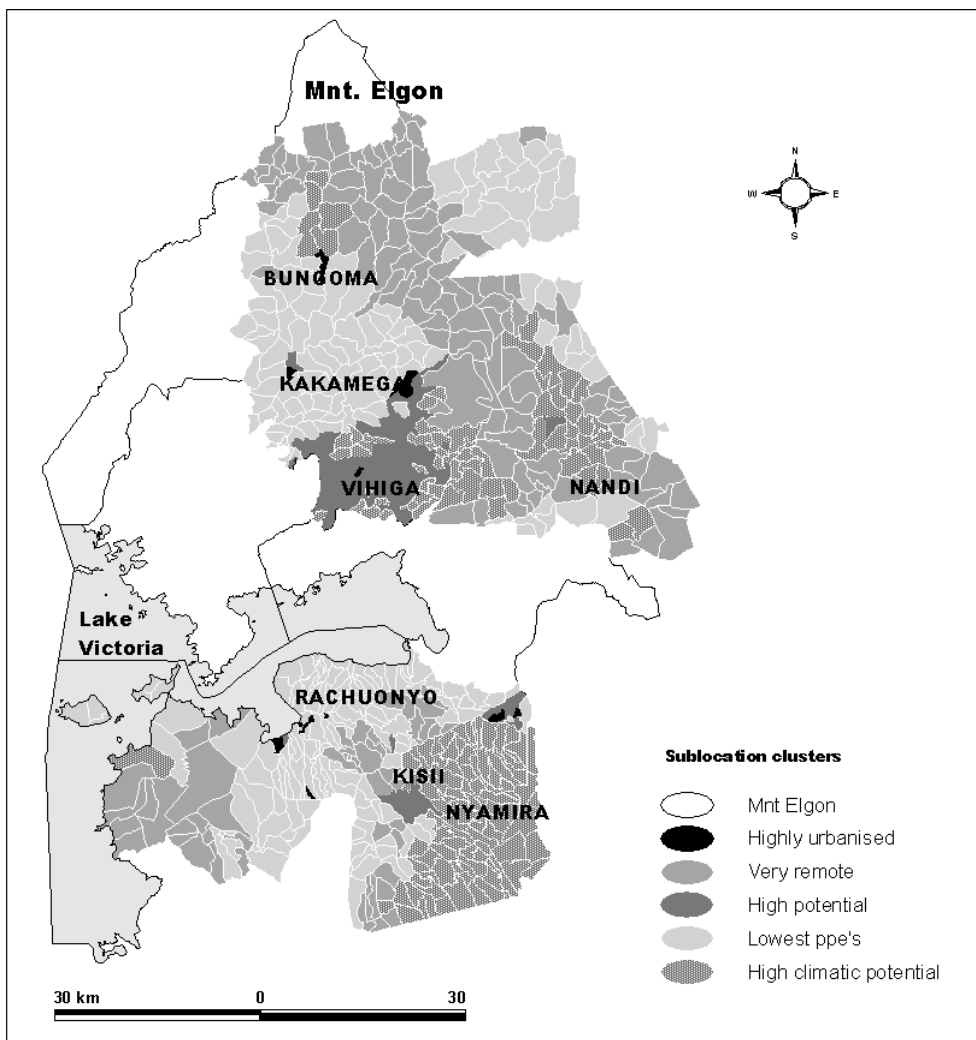 Mnt. Elgon
N
W E
S
BUNGOMA
KAKAMEGA
VIHIGA
NANDI
Lake
Victoria
RACHUONYO
KISII
NYAMIRA
Sublocation clusters
Mnt Elgon
Highly urbanised
Very remote
High potential
Lowest ppe's
High climatic potential
30 km 0 30